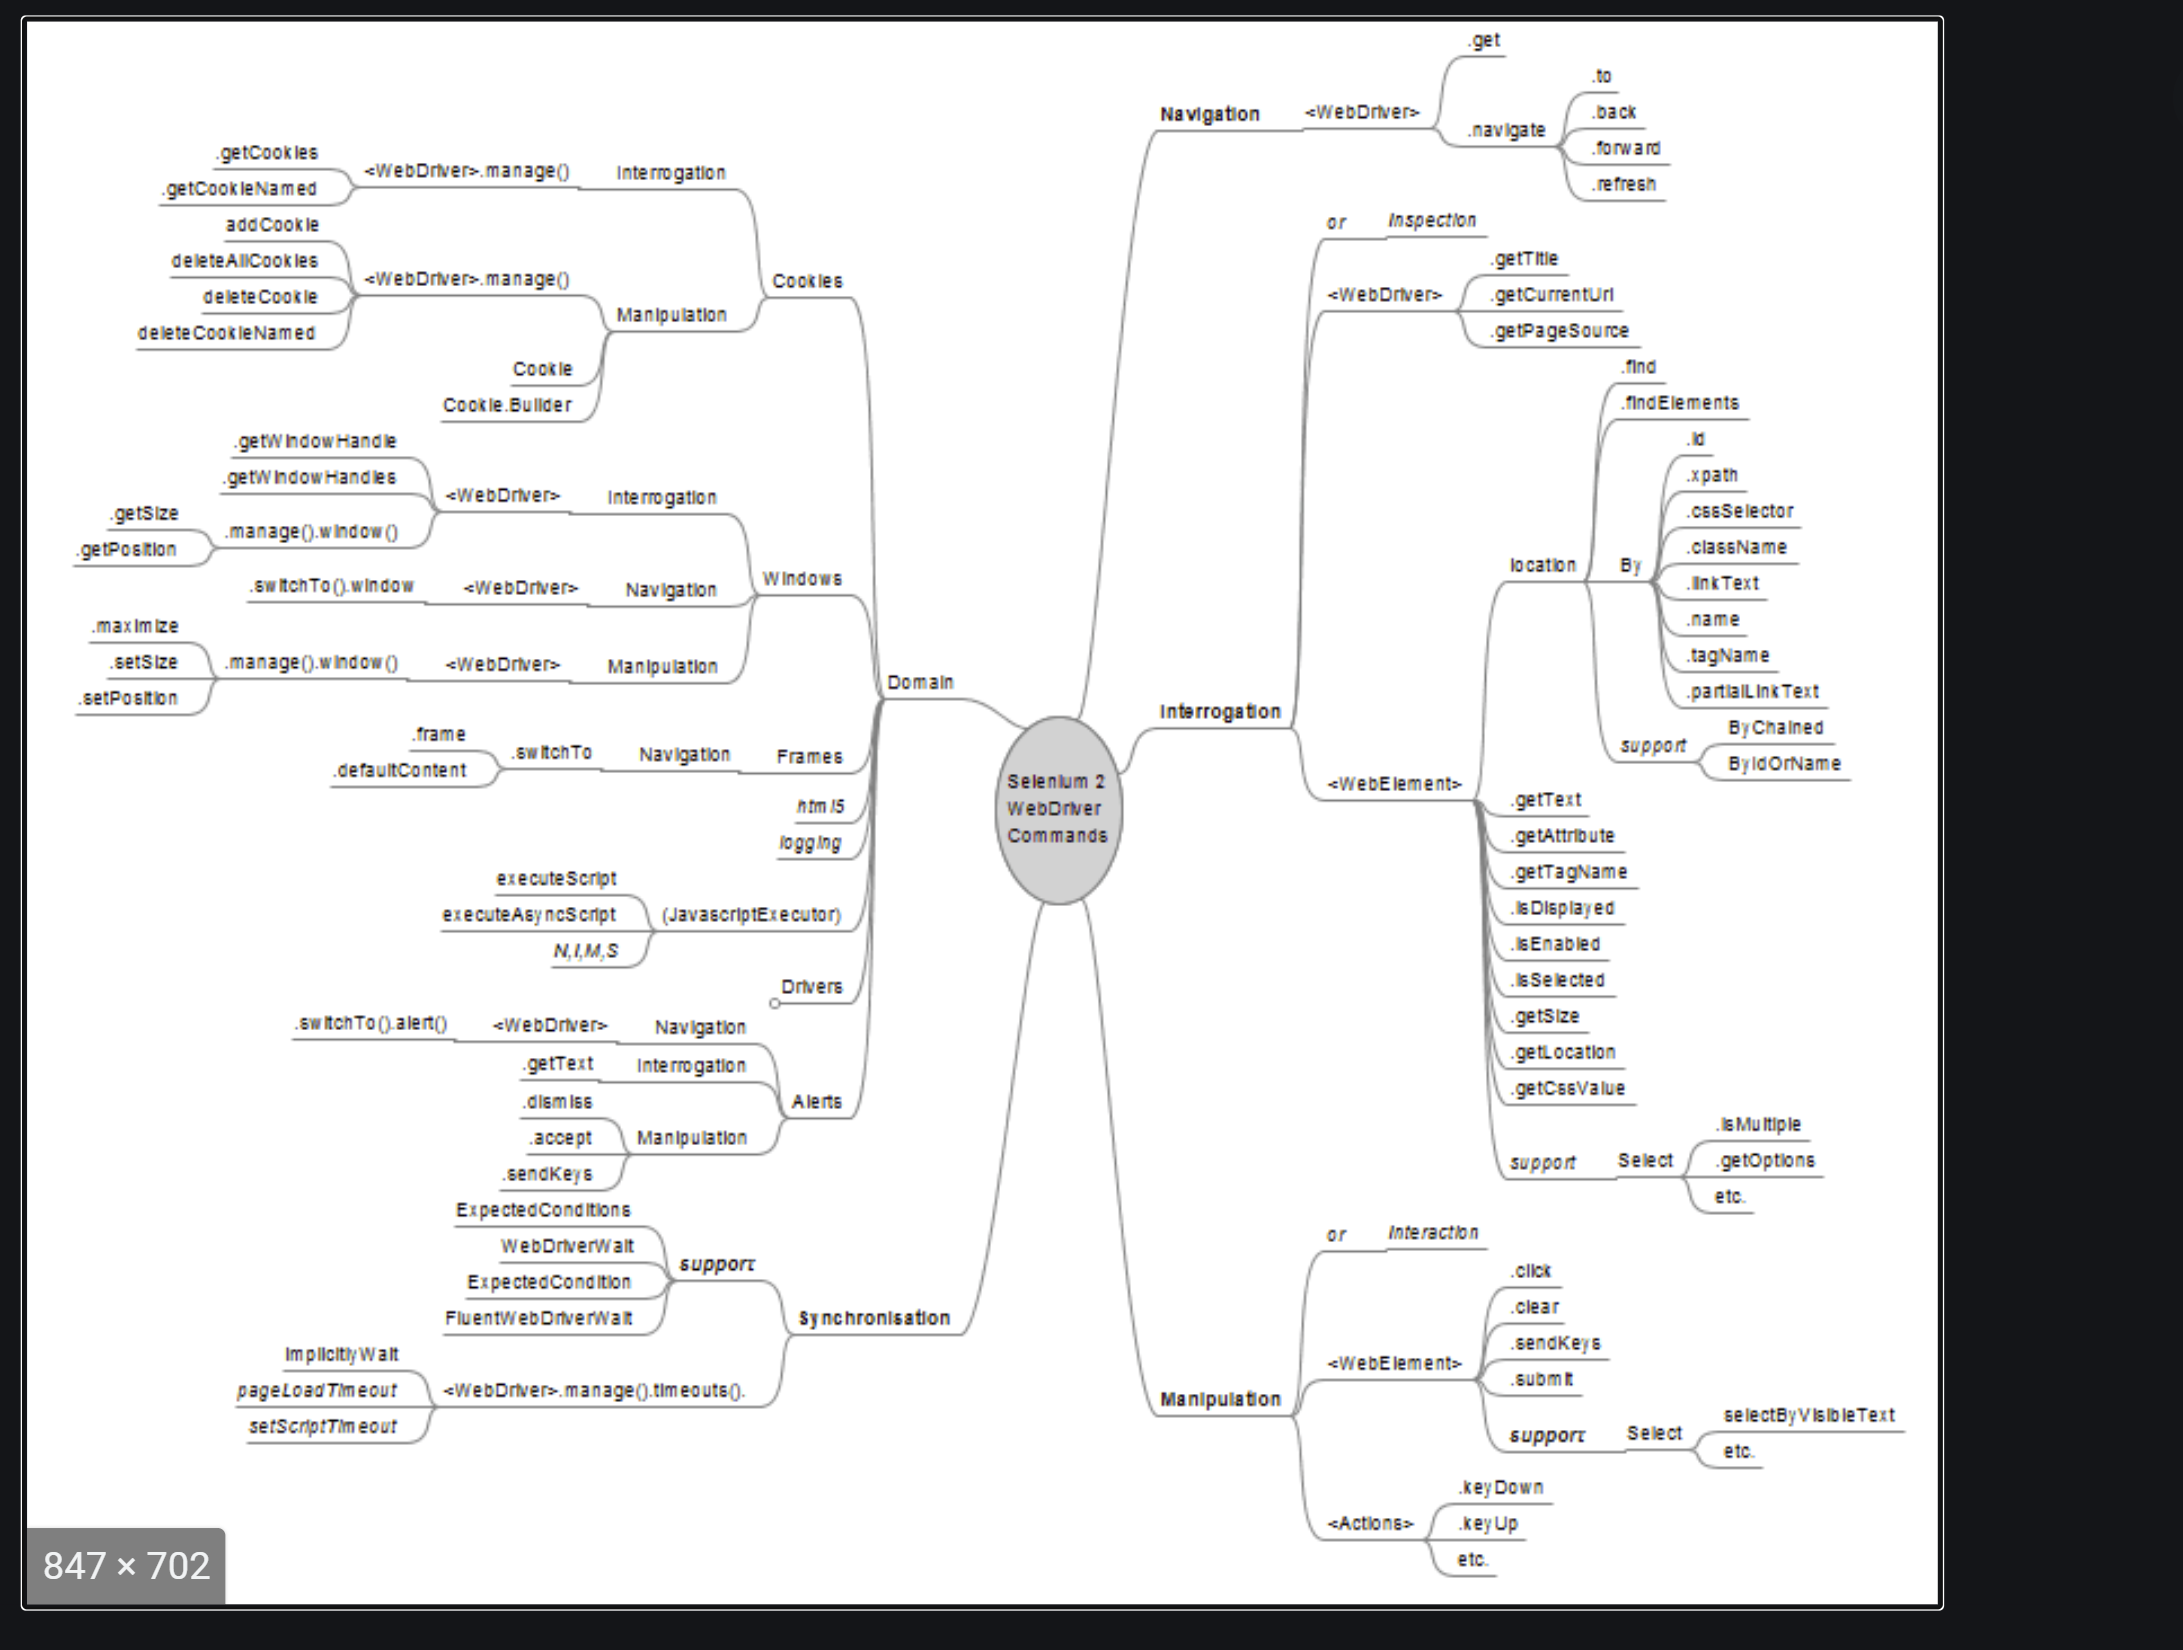 .get
.to
Navigation
<WebDriver>
.back
.navigate
.forward
.refresh
or
Inspection
<WebDriver>
.getTitle
.getCurrentUrl
.getPageSource
Interrogation
<WebElement>
location
.find
.findElements
By
.id
.xpath
.cssSelector
.className
.linkText
.name
.tagName
.partialLinkText
support
ByChained
ByIdOrName
.getText
.getAttribute
.getTagName
.isDisplayed
.isEnabled
.isSelected
.getSize
.getLocation
.getCssValue
support
Select
.isMultiple
.getOptions
etc.
or
Interaction
Manipulation
<WebElement>
.click
.clear
.sendKeys
.submit
support
Select
selectByVisibleText
etc.
<Actions>
.keyDown
.keyUp
etc.
Selenium 2
WebDriver
Commands
Domain
Cookies
Interrogation
<WebDriver>.manage()
.getCookies
.getCookieNamed
Manipulation
<WebDriver>.manage()
addCookie
deleteAllCookies
deleteCookie
deleteCookieNamed
Cookie
Cookie.Builder
Windows
Interrogation
<WebDriver>
.getWindowHandle
.getWindowHandles
.manage().window()
.getSize
.getPosition
Navigation
<WebDriver>
.switchTo().window
Manipulation
<WebDriver>
.manage().window()
.maximize
.setSize
.setPosition
Frames
Navigation
.switchTo
.frame
.defaultContent
html5
logging
(JavascriptExecutor)
executeScript
executeAsyncScript
N,I,M,S
Drivers
Alerts
Navigation
<WebDriver>
.switchTo().alert()
Interrogation
.getText
Manipulation
.dismiss
.accept
.sendKeys
Synchronisation
support
ExpectedConditions
WebDriverWait
ExpectedCondition
FluentWebDriverWait
<WebDriver>.manage().timeouts().
implicitlyWait
pageLoadTimeout
setScriptTimeout
847 × 702